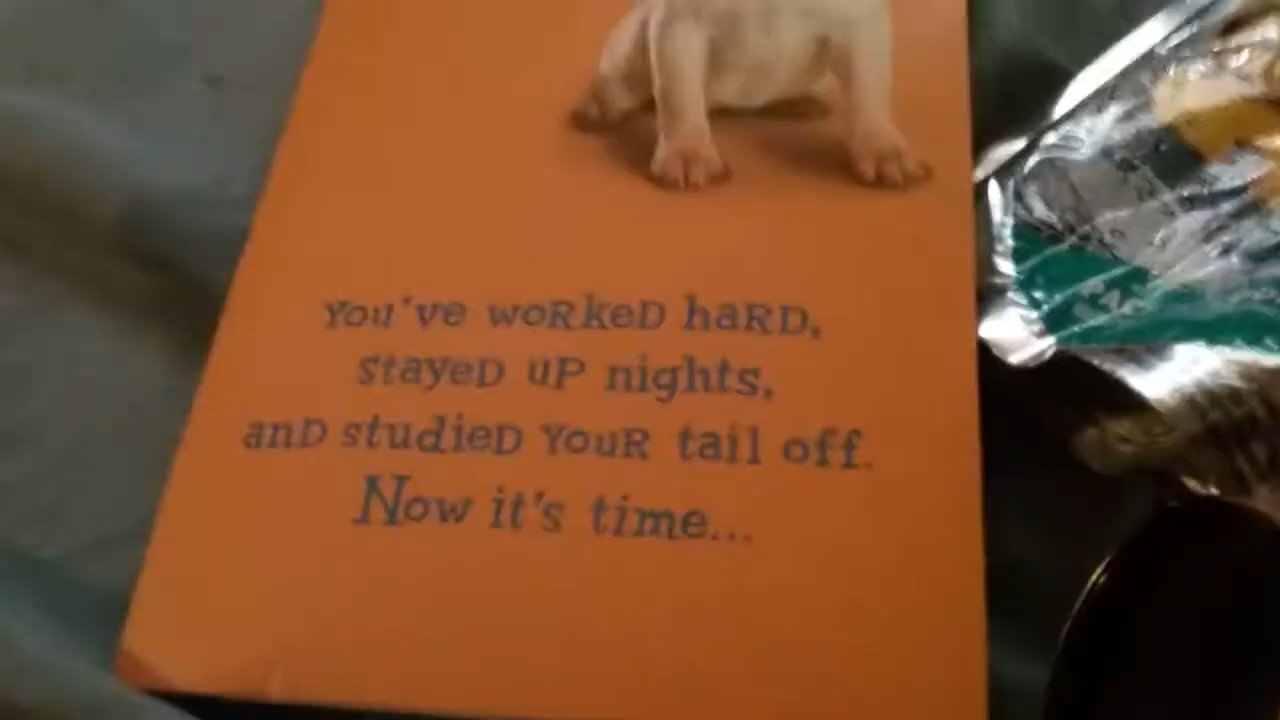 You've worked hard,
stayed up nights,
and studied your tail off.
Now it's time...